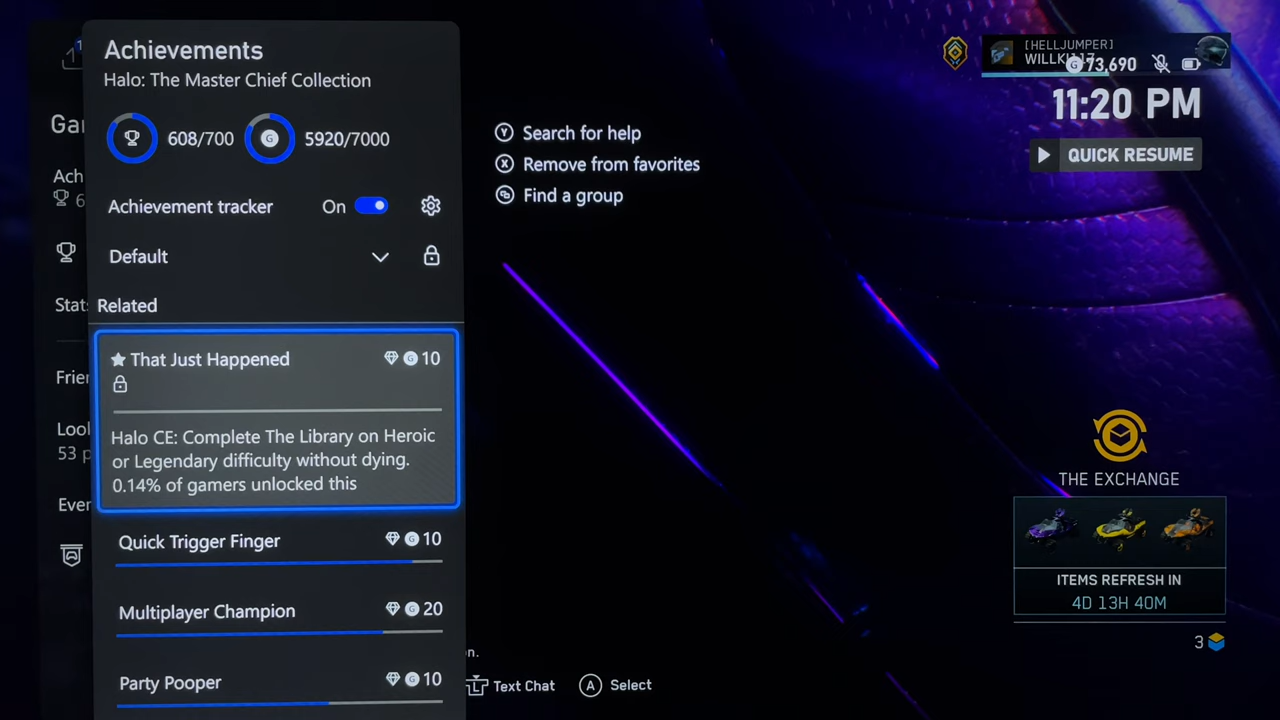 Achievements
Halo: The Master Chief Collection
608/700
5920/7000
Achievement tracker
On
Default
Related
That Just Happened
10
Halo CE: Complete The Library on Heroic
or Legendary difficulty without dying.
0.14% of gamers unlocked this
Quick Trigger Finger
10
Multiplayer Champion
20
Party Pooper
10
Search for help
Remove from favorites
Find a group
Text Chat
A Select
[HELLJUMPER]
73,690
11:20 PM
QUICK RESUME
THE EXCHANGE
ITEMS REFRESH IN
4D 13H 40M
3